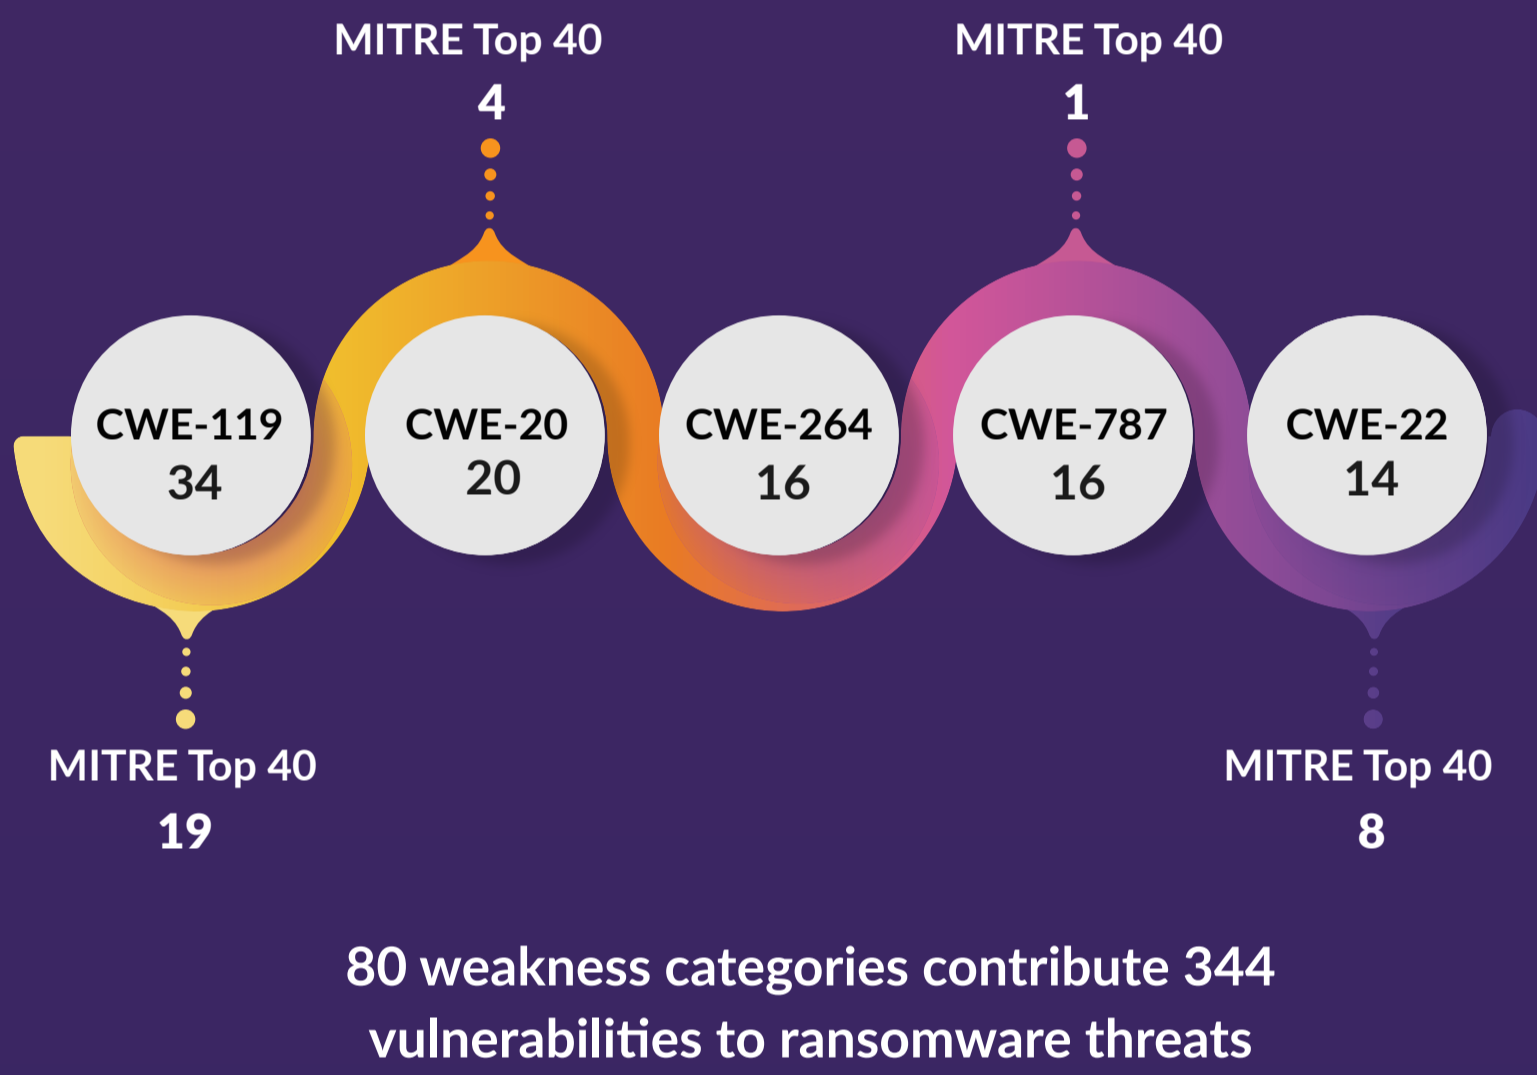 MITRE Top 40
4
MITRE Top 40
1
CWE-119
34
CWE-20
20
CWE-264
16
CWE-787
16
CWE-22
14
MITRE Top 40
19
MITRE Top 40
8
80 weakness categories contribute 344
vulnerabilities to ransomware threats